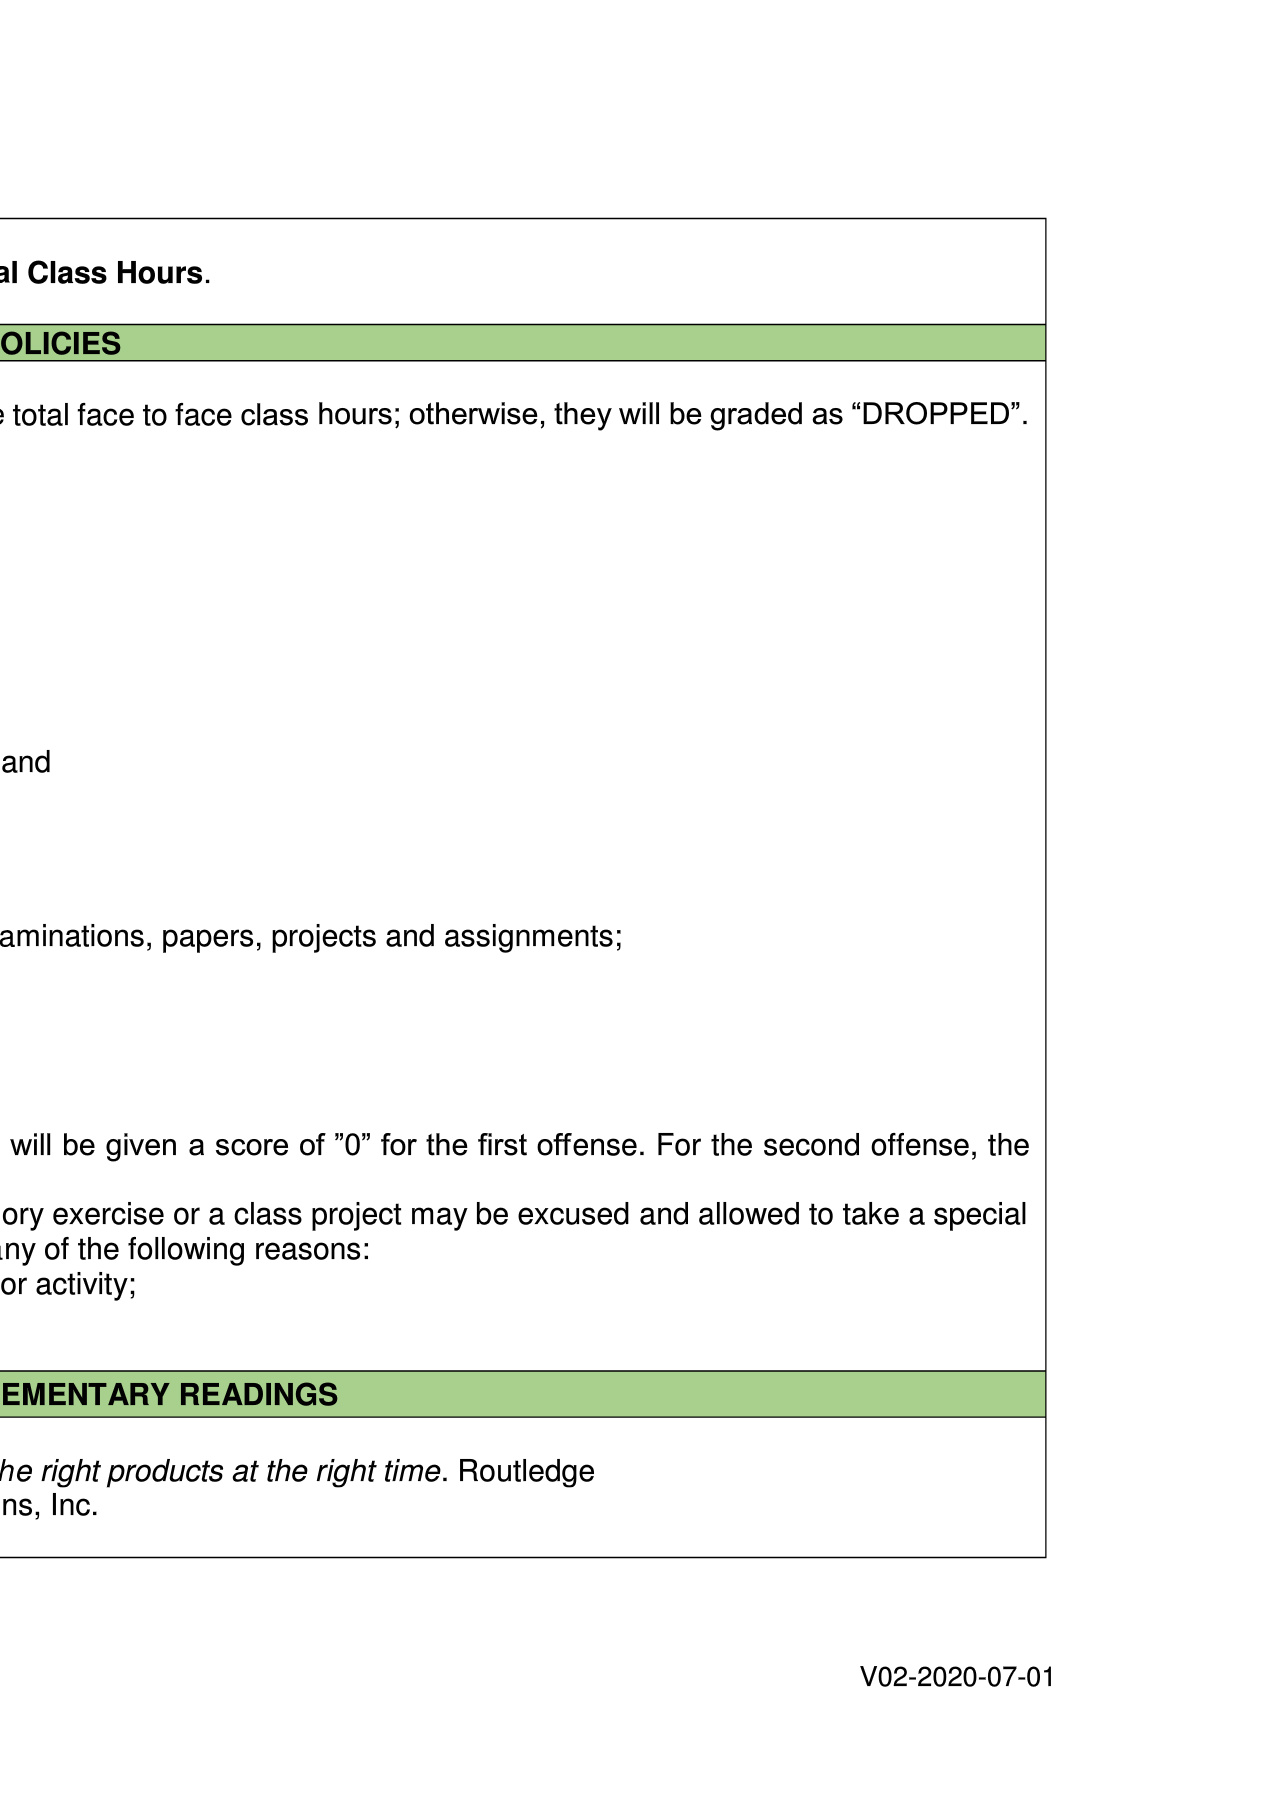 al Class Hours.
OLICIES
e total face to face class hours; otherwise, they will be graded as “DROPPED”.
and
aminations, papers, projects and assignments;
will be given a score of ”0” for the first offense. For the second offense, the
ory exercise or a class project may be excused and allowed to take a special
any of the following reasons:
or activity;
EMENTARY READINGS
he right products at the right time. Routledge
ns, Inc.
V02-2020-07-01